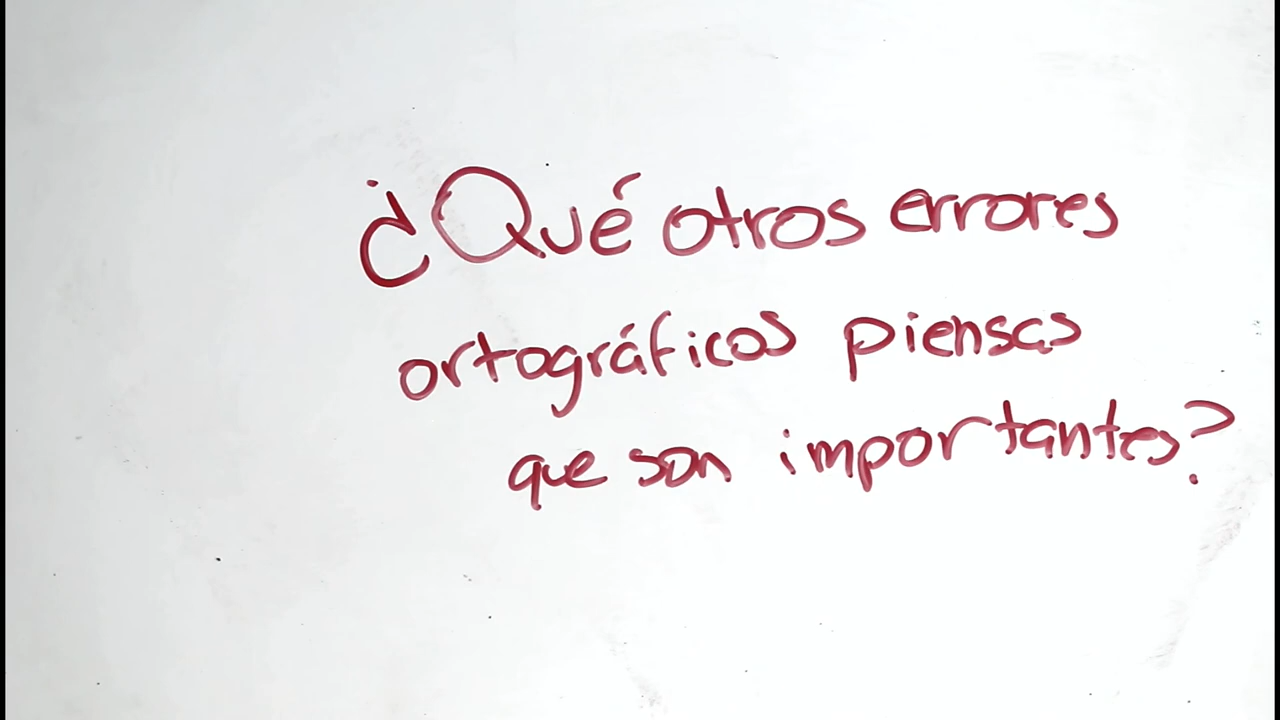 ¿Qué otros errores
ortográficos piensas
que son importantes?